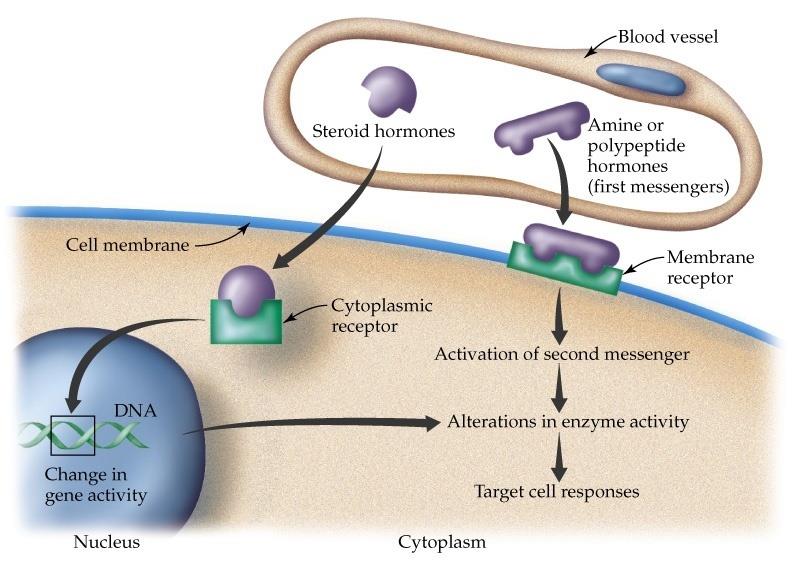 Blood vessel
Steroid hormones
Amine or
polypeptide
hormones
(first messengers)
Cell membrane
Membrane
receptor
Cytoplasmic
receptor
Activation of second messenger
DNA
Alterations in enzyme activity
Change in
gene activity
Target cell responses
Nucleus
Cytoplasm